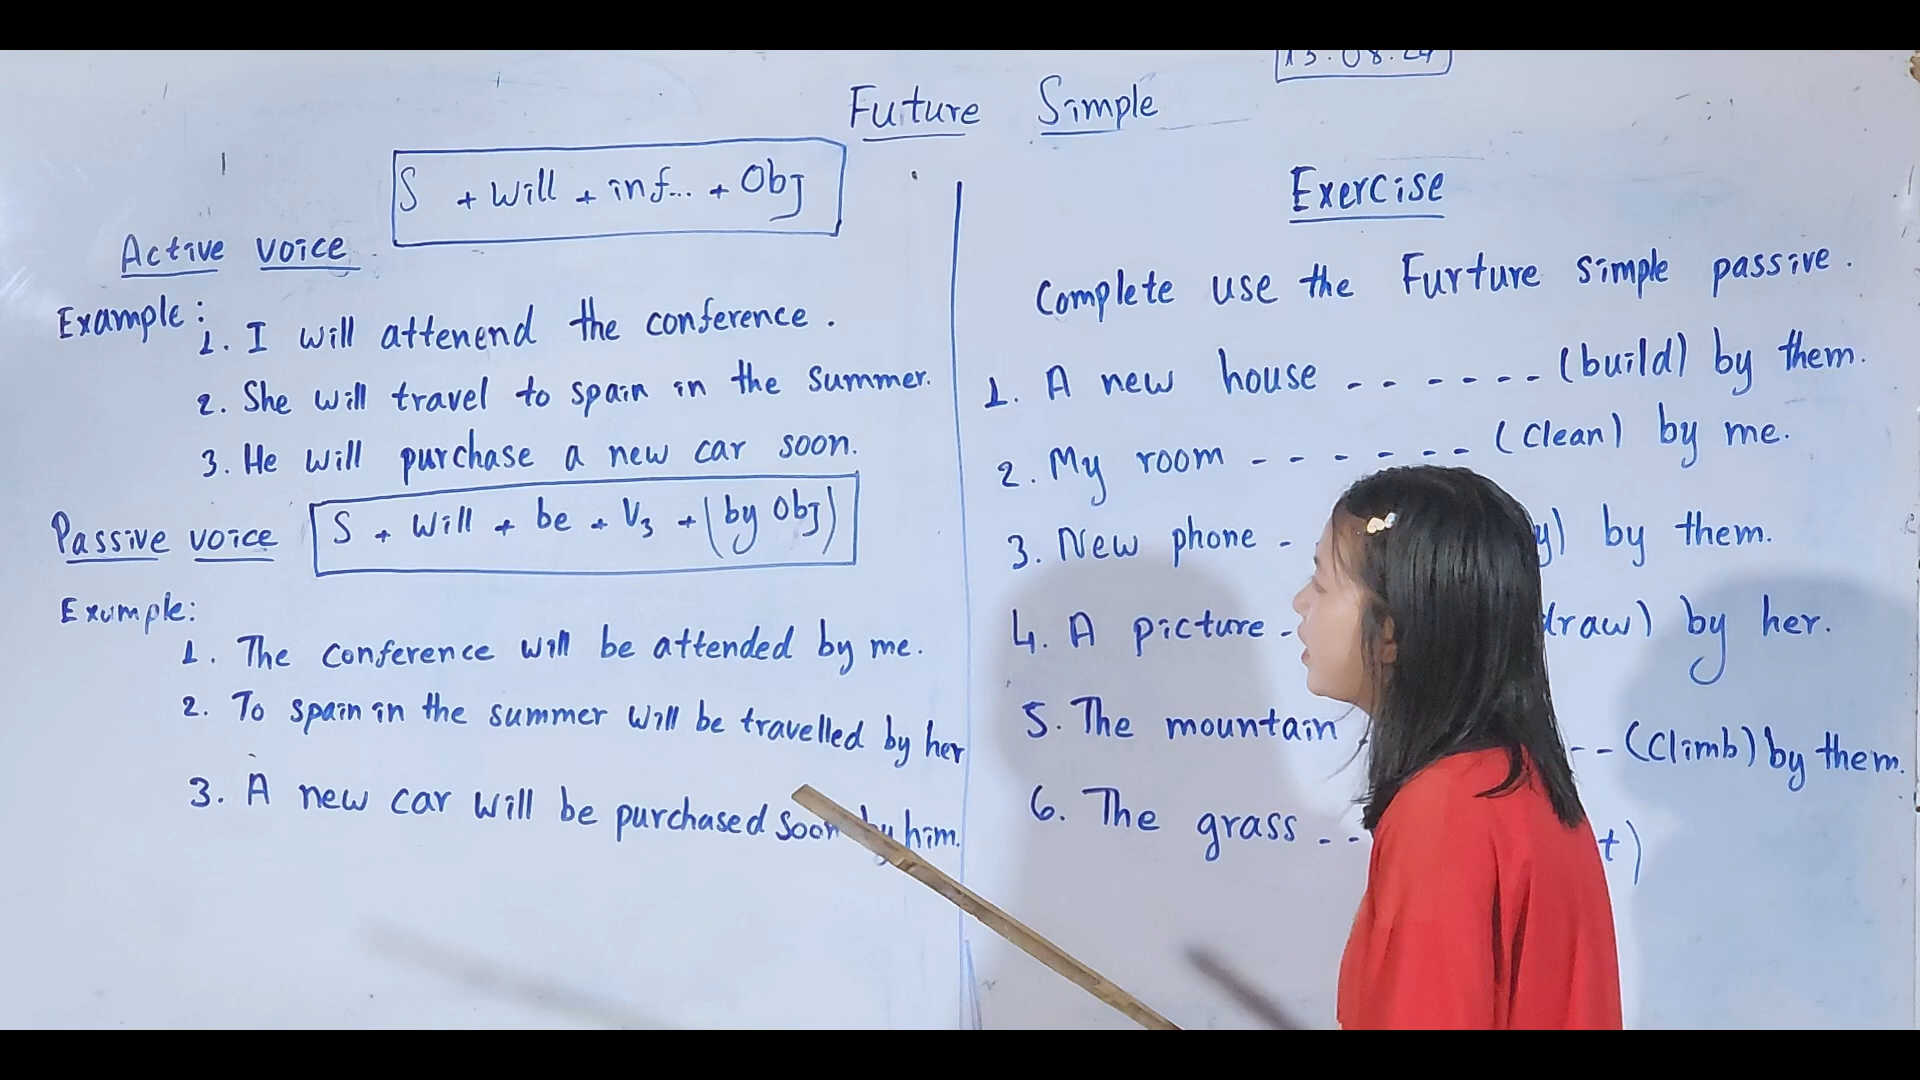 Future Simple
S + will + inf... + Obj
Active voice
Example:
1. I will attenend the conference.
2. She will travel to spain in the summer.
3. He will purchase a new car soon.
Passive voice S + will + be + V3 + (by Obj)
Exumple:
1. The conference will be attended by me.
2. To spain in the summer will be travelled by her
3. A new car will be purchased soon by him.
Exercise
Complete use the Furture simple passive.
1. A new house - - - - - - (build) by them.
2. My room - - - - - - (clean) by me.
3. New phone - y) by them.
4. A picture - draw) by her.
5. The mountain - - (climb) by them.
6. The grass - - t)